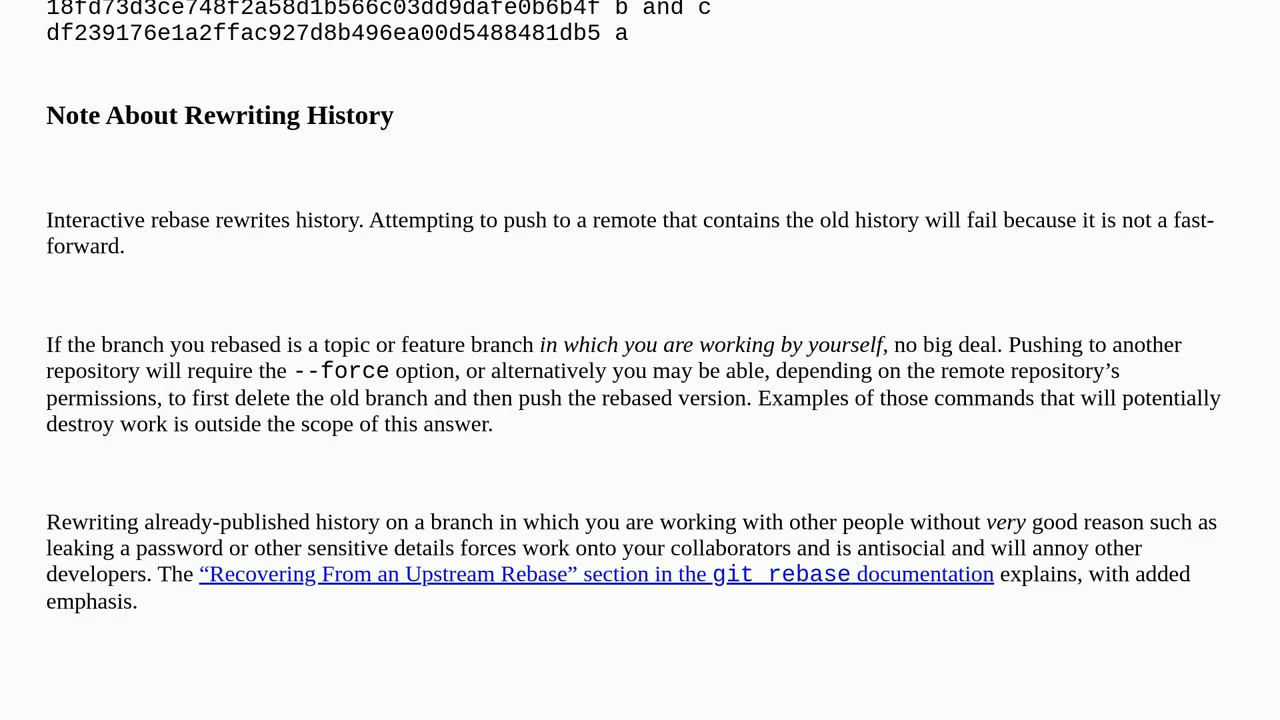 18fd73d3ce748f2a58d1b566c03dd9dafe0b6b4f b and c
df239176e1a2ffac927d8b496ea00d5488481db5 a
Note About Rewriting History
Interactive rebase rewrites history. Attempting to push to a remote that contains the old history will fail because it is not a fast-
forward.
If the branch you rebased is a topic or feature branch in which you are working by yourself, no big deal. Pushing to another
repository will require the --force option, or alternatively you may be able, depending on the remote repository’s
permissions, to first delete the old branch and then push the rebased version. Examples of those commands that will potentially
destroy work is outside the scope of this answer.
Rewriting already-published history on a branch in which you are working with other people without very good reason such as
leaking a password or other sensitive details forces work onto your collaborators and is antisocial and will annoy other
developers. The “Recovering From an Upstream Rebase” section in the git rebase documentation explains, with added
emphasis.